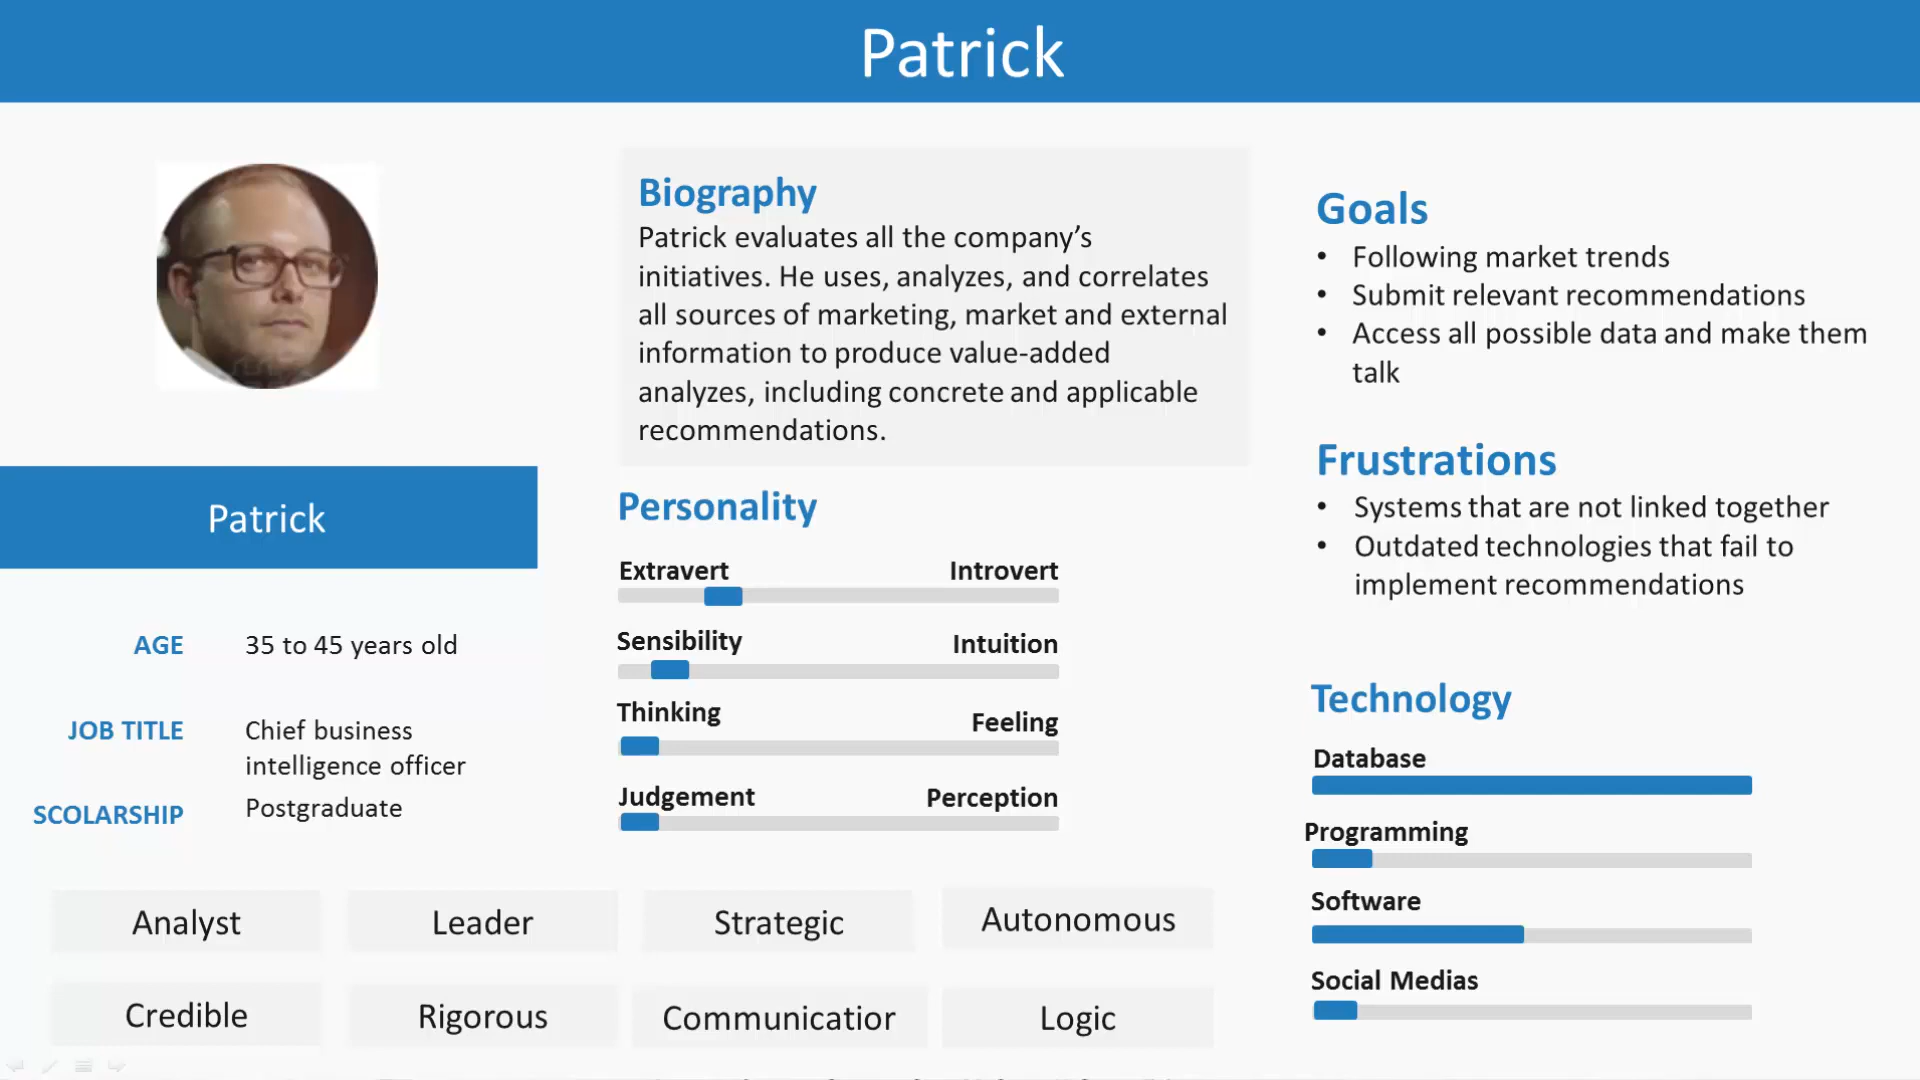 Patrick
Patrick
AGE 35 to 45 years old
JOB TITLE Chief business
intelligence officer
SCOLARSHIP Postgraduate
Biography
Patrick evaluates all the company’s
initiatives. He uses, analyzes, and correlates
all sources of marketing, market and external
information to produce value-added
analyzes, including concrete and applicable
recommendations.
Personality
Extravert Introvert
Sensibility Intuition
Thinking Feeling
Judgement Perception
Analyst Leader Strategic Autonomous
Credible Rigorous Communicatior Logic
Goals
• Following market trends
• Submit relevant recommendations
• Access all possible data and make them
talk
Frustrations
• Systems that are not linked together
• Outdated technologies that fail to
implement recommendations
Technology
Database
Programming
Software
Social Medias